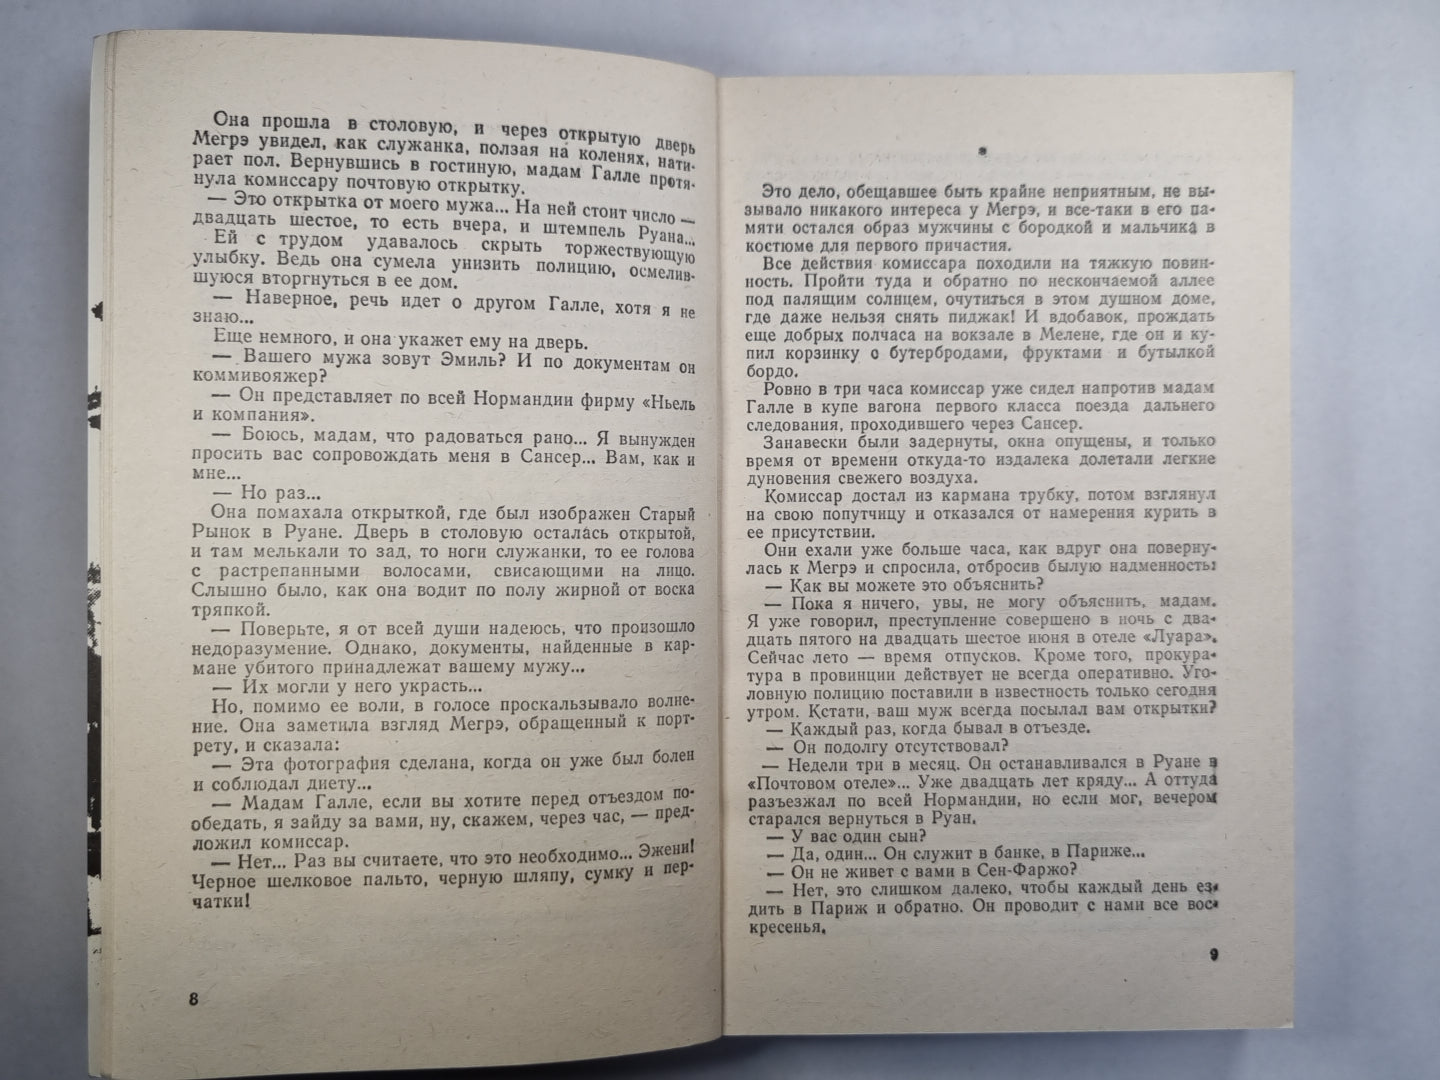 Она прошла в столовую, и через открытую дверь
Мегрэ увидел, как служанка, ползая на коленях, нати-
рает пол. Вернувшись в гостиную, мадам Галле протя-
нула комиссару почтовую открытку.
— Это открытка от моего мужа... На ней стоит число —
двадцать шестое, то есть вчера, и штемпель Руана...
Ей с трудом удавалось скрыть торжествующую
улыбку. Ведь она сумела унизить полицию, осмелив-
шуюся вторгнуться в ее дом.
— Наверное, речь идет о другом Галле, хотя я не
знаю...
Еще немного, и она укажет ему на дверь.
— Вашего мужа зовут Эмиль? И по документам он
коммивояжер?
— Он представляет по всей Нормандии фирму «Ньель
и компания».
— Боюсь, мадам, что радоваться рано... Я вынужден
просить вас сопровождать меня в Сансер... Вам, как и
мне...
— Но раз...
Она помахала открыткой, где был изображен Старый
Рынок в Руане. Дверь в столовую осталась открытой,
и там мелькали то зад, то ноги служанки, то ее голова
с растрепанными волосами, свисающими на лицо.
Слышно было, как она водит по полу жирной от воска
тряпкой.
— Поверьте, я от всей души надеюсь, что произошло
недоразумение. Однако, документы, найденные в кар-
мане убитого принадлежат вашему мужу...
— Их могли у него украсть...
Но, помимо ее воли, в голосе проскальзывало волне-
ние. Она заметила взгляд Мегрэ, обращенный к порт-
рету, и сказала:
— Эта фотография сделана, когда он уже был болен
и соблюдал диету...
— Мадам Галле, если вы хотите перед отъездом по-
обедать, я зайду за вами, ну, скажем, через час, — пред-
ложил комиссар.
— Нет... Раз вы считаете, что это необходимо... Эжени!
Черное шелковое пальто, черную шляпу, сумку и пер-
чатки!
8
*
Это дело, обещавшее быть крайне неприятным, не вы-
зывало никакого интереса у Мегрэ, и все-таки в его па-
мяти остался образ мужчины с бородкой и мальчика в
костюме для первого причастия.
Все действия комиссара походили на тяжкую повин-
ность. Пройти туда и обратно по нескончаемой аллее
под палящим солнцем, очутиться в этом душном доме,
где даже нельзя снять пиджак! И вдобавок, прождать
еще добрых полчаса на вокзале в Мелене, где он и ку-
пил корзинку с бутербродами, фруктами и бутылкой
бордо.
Ровно в три часа комиссар уже сидел напротив мадам
Галле в купе вагона первого класса поезда дальнего
следования, проходившего через Сансер.
Занавески были задернуты, окна опущены, и только
время от времени откуда-то издалека долетали легкие
дуновения свежего воздуха.
Комиссар достал из кармана трубку, потом взглянул
на свою попутчицу и отказался от намерения курить в
ее присутствии.
Они ехали уже больше часа, как вдруг она поверну-
лась к Мегрэ и спросила, отбросив былую надменность:
— Как вы можете это объяснить?
— Пока я ничего, увы, не могу объяснить, мадам.
Я уже говорил, преступление совершено в ночь с два-
дцать пятого на двадцать шестое июня в отеле «Луара».
Сейчас лето — время отпусков. Кроме того, прокура-
тура в провинции действует не всегда оперативно. Уго-
ловную полицию поставили в известность только сегодня
утром. Кстати, ваш муж всегда посылал вам открытки?
— Каждый раз, когда бывал в отъезде.
— Он подолгу отсутствовал?
— Недели три в месяц. Он останавливался в Руане в
«Почтовом отеле»... Уже двадцать лет кряду... А оттуда
разъезжал по всей Нормандии, но если мог, вечером
старался вернуться в Руан.
— У вас один сын?
— Да, один... Он служит в банке, в Париже...
— Он не живет с вами в Сен-Фаржо?
— Нет, это слишком далеко, чтобы каждый день ез-
дить в Париж и обратно. Он проводит с нами все вос-
кресенья.
9